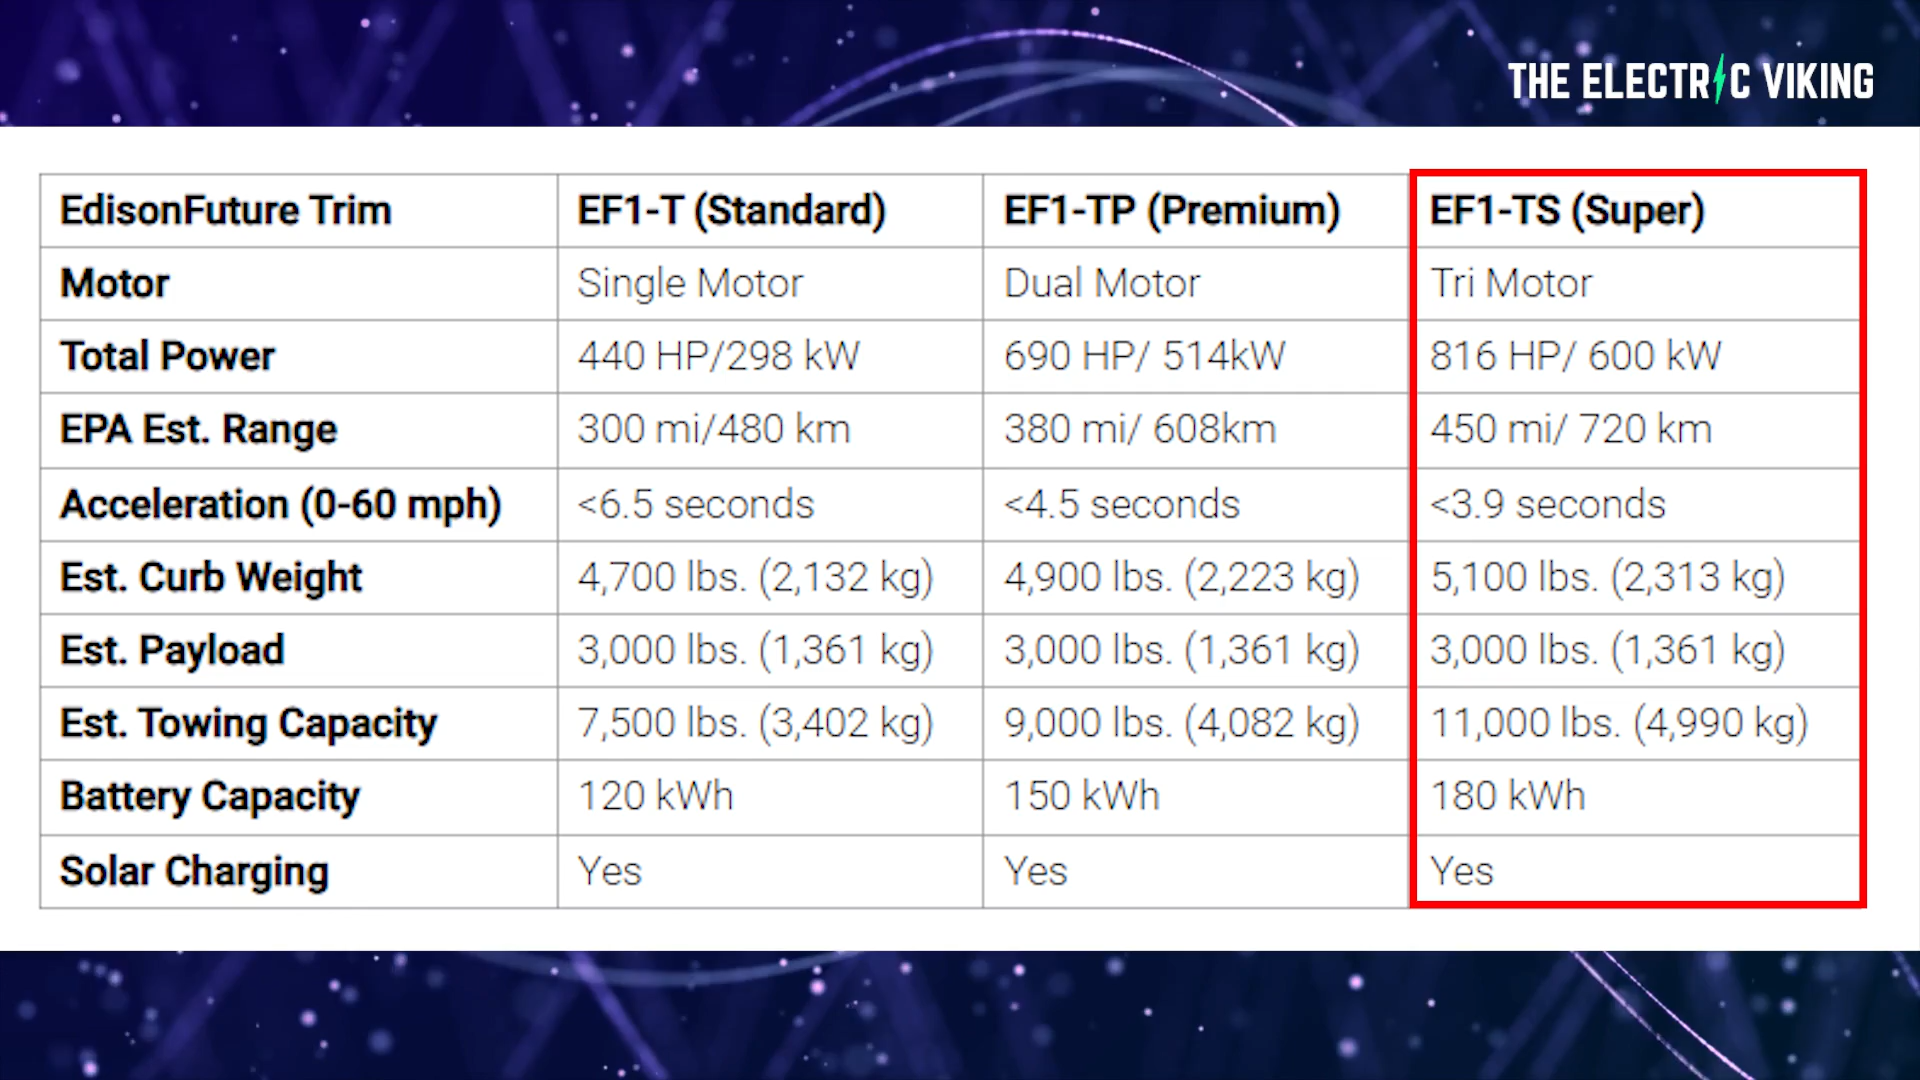 THE ELECTRIC VIKING
EdisonFuture Trim EF1-T (Standard) EF1-TP (Premium) EF1-TS (Super)
Motor Single Motor Dual Motor Tri Motor
Total Power 440 HP/298 kW 690 HP/ 514kW 816 HP/ 600 kW
EPA Est. Range 300 mi/480 km 380 mi/ 608km 450 mi/ 720 km
Acceleration (0-60 mph) <6.5 seconds <4.5 seconds <3.9 seconds
Est. Curb Weight 4,700 lbs. (2,132 kg) 4,900 lbs. (2,223 kg) 5,100 lbs. (2,313 kg)
Est. Payload 3,000 lbs. (1,361 kg) 3,000 lbs. (1,361 kg) 3,000 lbs. (1,361 kg)
Est. Towing Capacity 7,500 lbs. (3,402 kg) 9,000 lbs. (4,082 kg) 11,000 lbs. (4,990 kg)
Battery Capacity 120 kWh 150 kWh 180 kWh
Solar Charging Yes Yes Yes